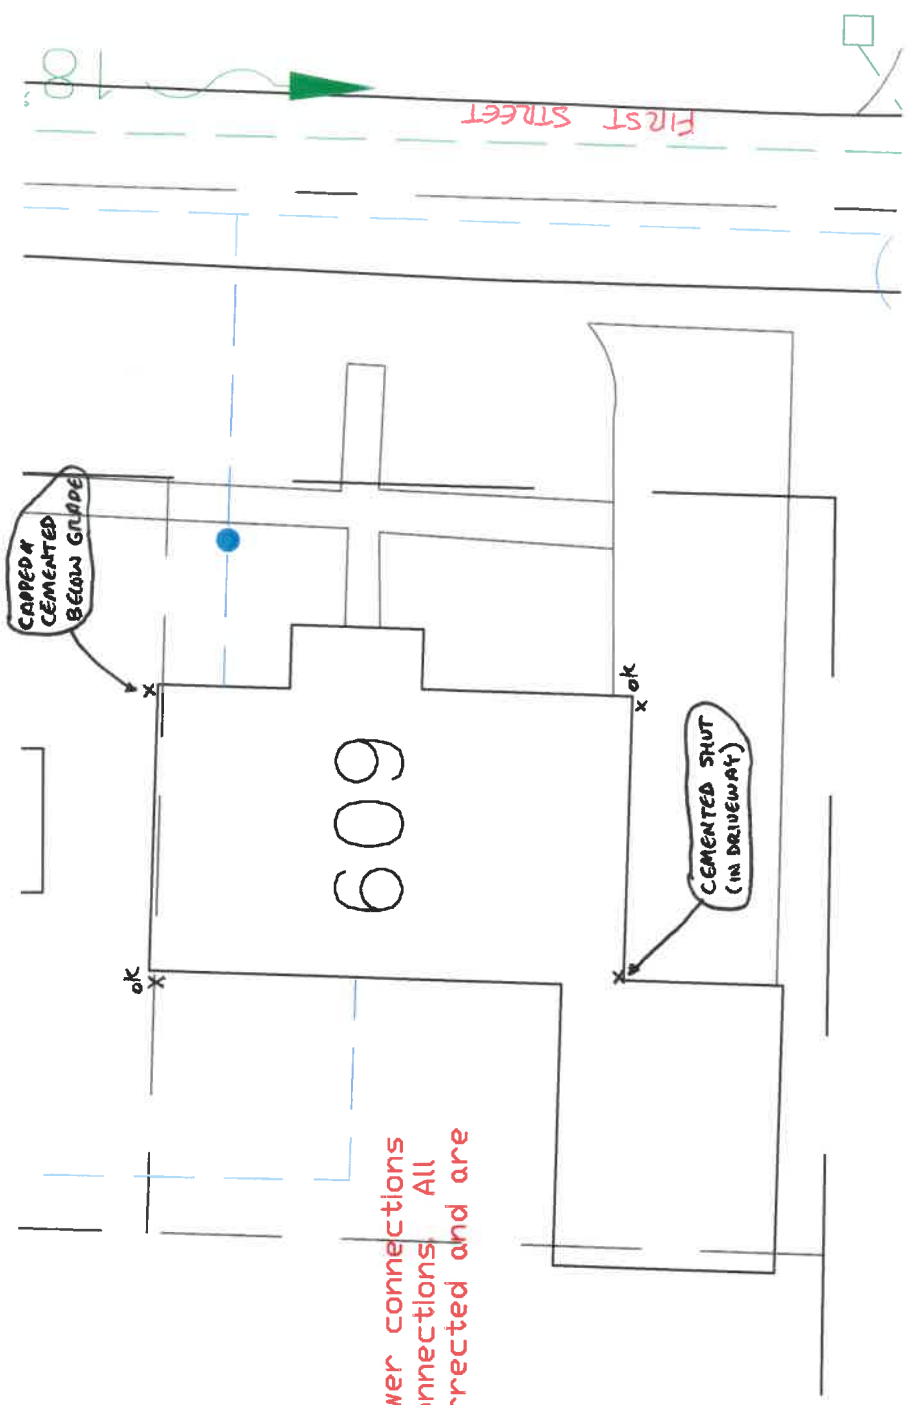 18
FIRST STREET
CAPPED &
CEMENTED
BELOW GRADE
ok
609
CEMENTED SHUT
(IN DRIVEWAY)
ok
wer connections
nnections. All
rrected and are